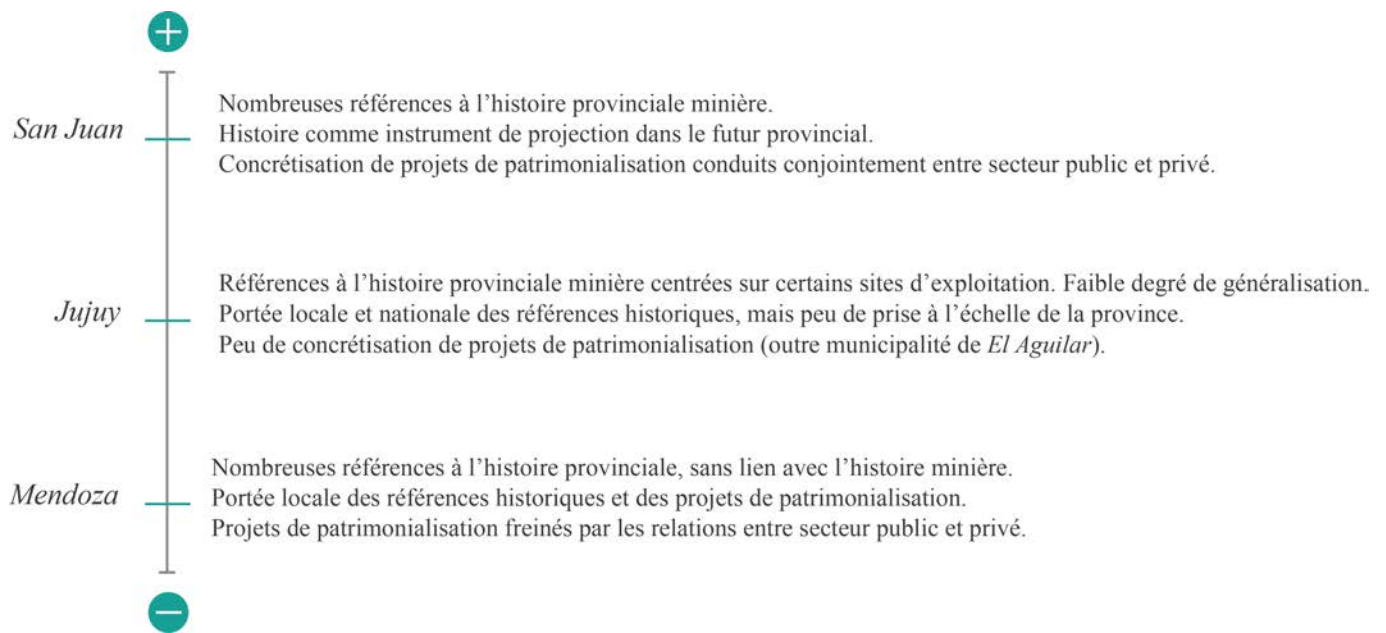 +
San Juan
Nombreuses références à l’histoire provinciale minière.
Histoire comme instrument de projection dans le futur provincial.
Concrétisation de projets de patrimonialisation conduits conjointement entre secteur public et privé.
Jujuy
Références à l’histoire provinciale minière centrées sur certains sites d’exploitation. Faible degré de généralisation.
Portée locale et nationale des références historiques, mais peu de prise à l’échelle de la province.
Peu de concrétisation de projets de patrimonialisation (outre municipalité de El Aguilar).
Mendoza
Nombreuses références à l’histoire provinciale, sans lien avec l’histoire minière.
Portée locale des références historiques et des projets de patrimonialisation.
Projets de patrimonialisation freinés par les relations entre secteur public et privé.
−